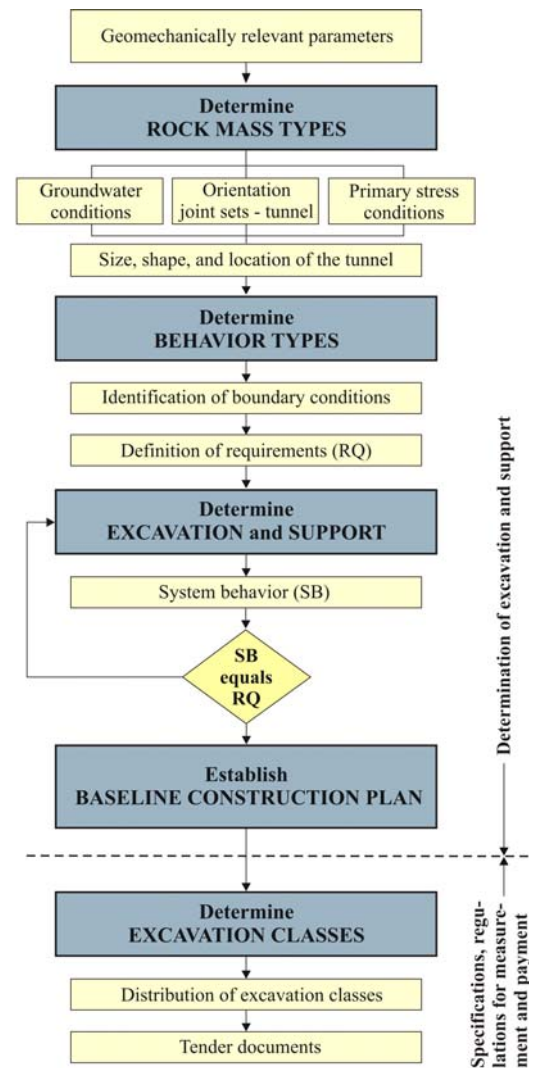 Geomechanically relevant parameters
Determine
ROCK MASS TYPES
Groundwater
conditions
Orientation
joint sets - tunnel
Primary stress
conditions
Size, shape, and location of the tunnel
Determine
BEHAVIOR TYPES
Identification of boundary conditions
Definition of requirements (RQ)
Determine
EXCAVATION and SUPPORT
System behavior (SB)
SB
equals
RQ
Establish
BASELINE CONSTRUCTION PLAN
Determination of excavation and support
Determine
EXCAVATION CLASSES
Distribution of excavation classes
Tender documents
Specifications, regu-
lations for measure-
ment and payment